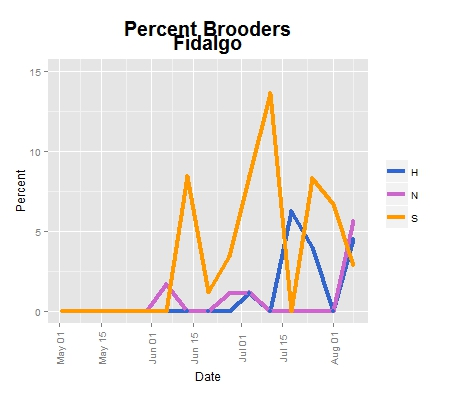 Percent Brooders
Fidalgo
15
10
5
0
Percent
May 01
May 15
Jun 01
Jun 15
Jul 01
Jul 15
Aug 01
Date
H
N
S